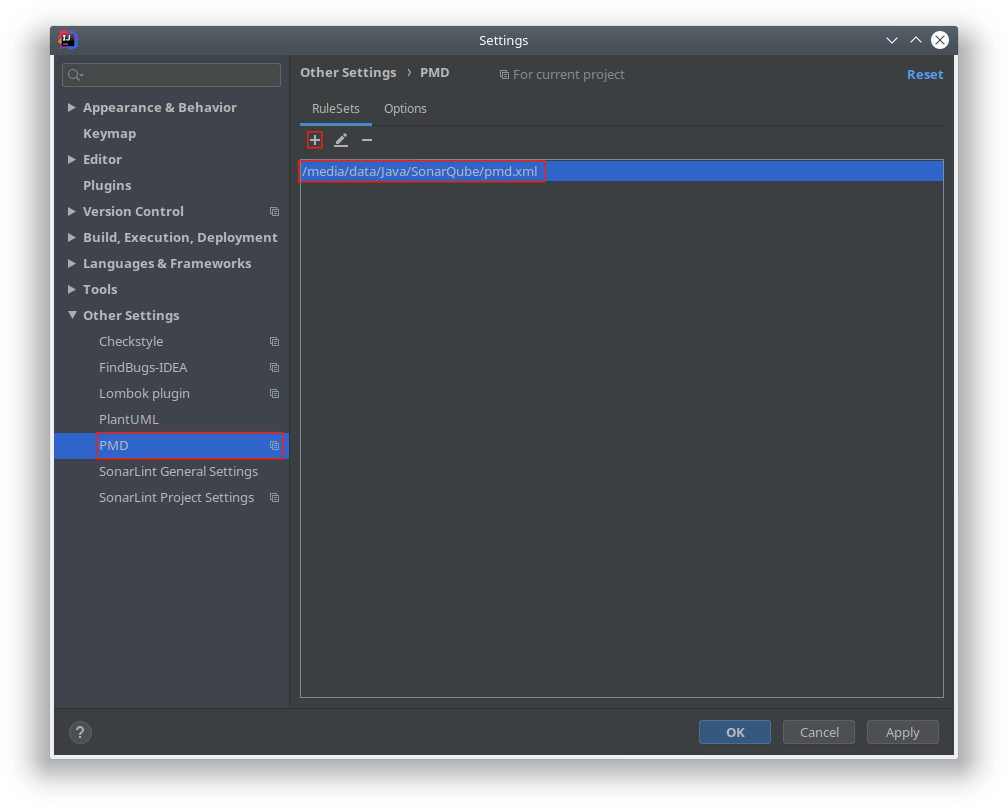 Settings
Other Settings › PMD
For current project
Reset
Appearance & Behavior
Keymap
Editor
Plugins
Version Control
Build, Execution, Deployment
Languages & Frameworks
Tools
Other Settings
Checkstyle
FindBugs-IDEA
Lombok plugin
PlantUML
PMD
SonarLint General Settings
SonarLint Project Settings
RuleSets
Options
/media/data/Java/SonarQube/pmd.xml
?
OK
Cancel
Apply